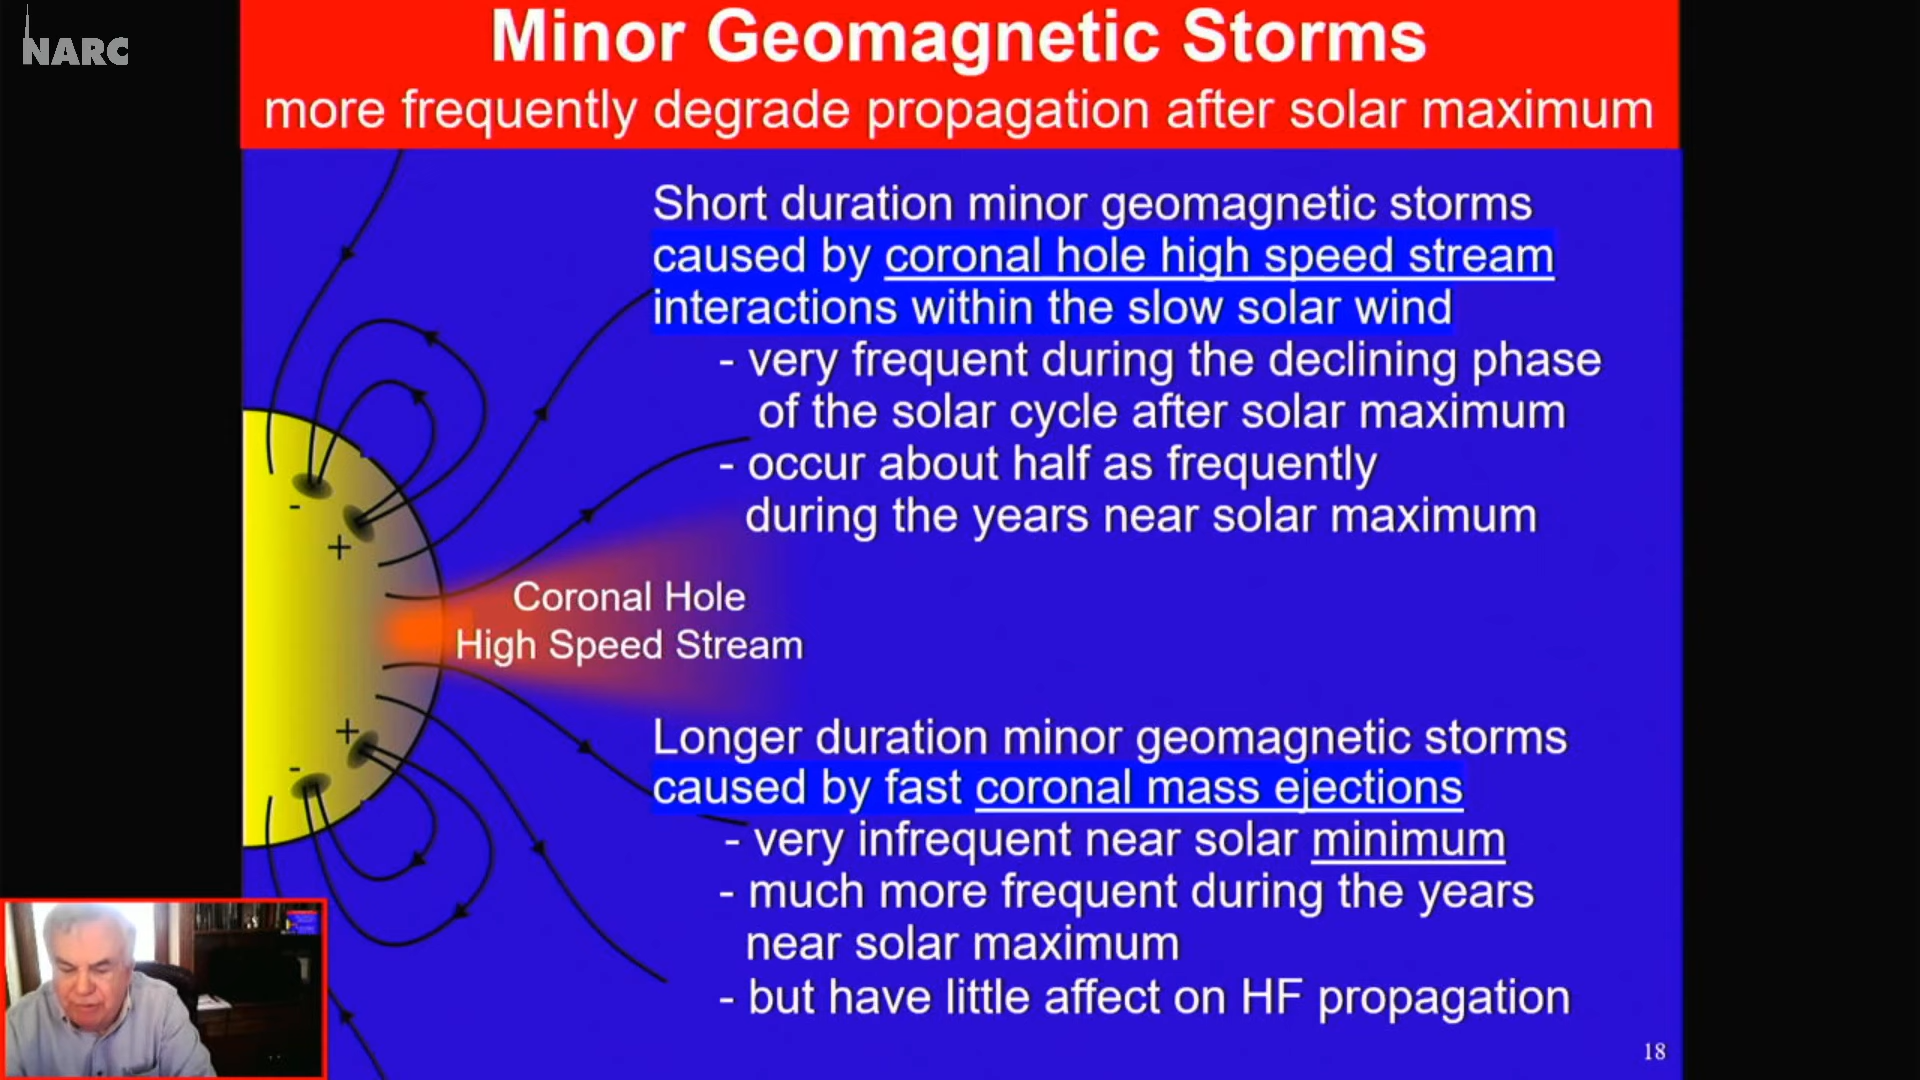 NARC
Minor Geomagnetic Storms
more frequently degrade propagation after solar maximum
Short duration minor geomagnetic storms
caused by coronal hole high speed stream
interactions within the slow solar wind
- very frequent during the declining phase
of the solar cycle after solar maximum
- occur about half as frequently
during the years near solar maximum
-
+
Coronal Hole
High Speed Stream
+
-
Longer duration minor geomagnetic storms
caused by fast coronal mass ejections
- very infrequent near solar minimum
- much more frequent during the years
near solar maximum
- but have little affect on HF propagation
18